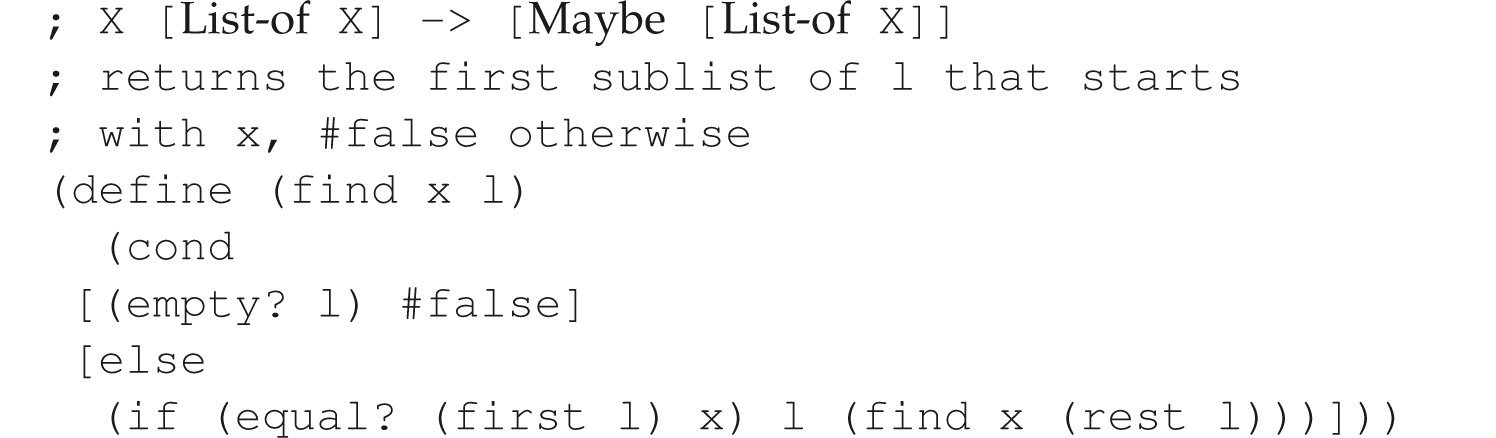 ; X [List-of X] -> [Maybe [List-of X]]
; returns the first sublist of l that starts
; with x, #false otherwise
(define (find x l)
  (cond
 [(empty? l) #false]
 [else
  (if (equal? (first l) x) l (find x (rest l)))]))